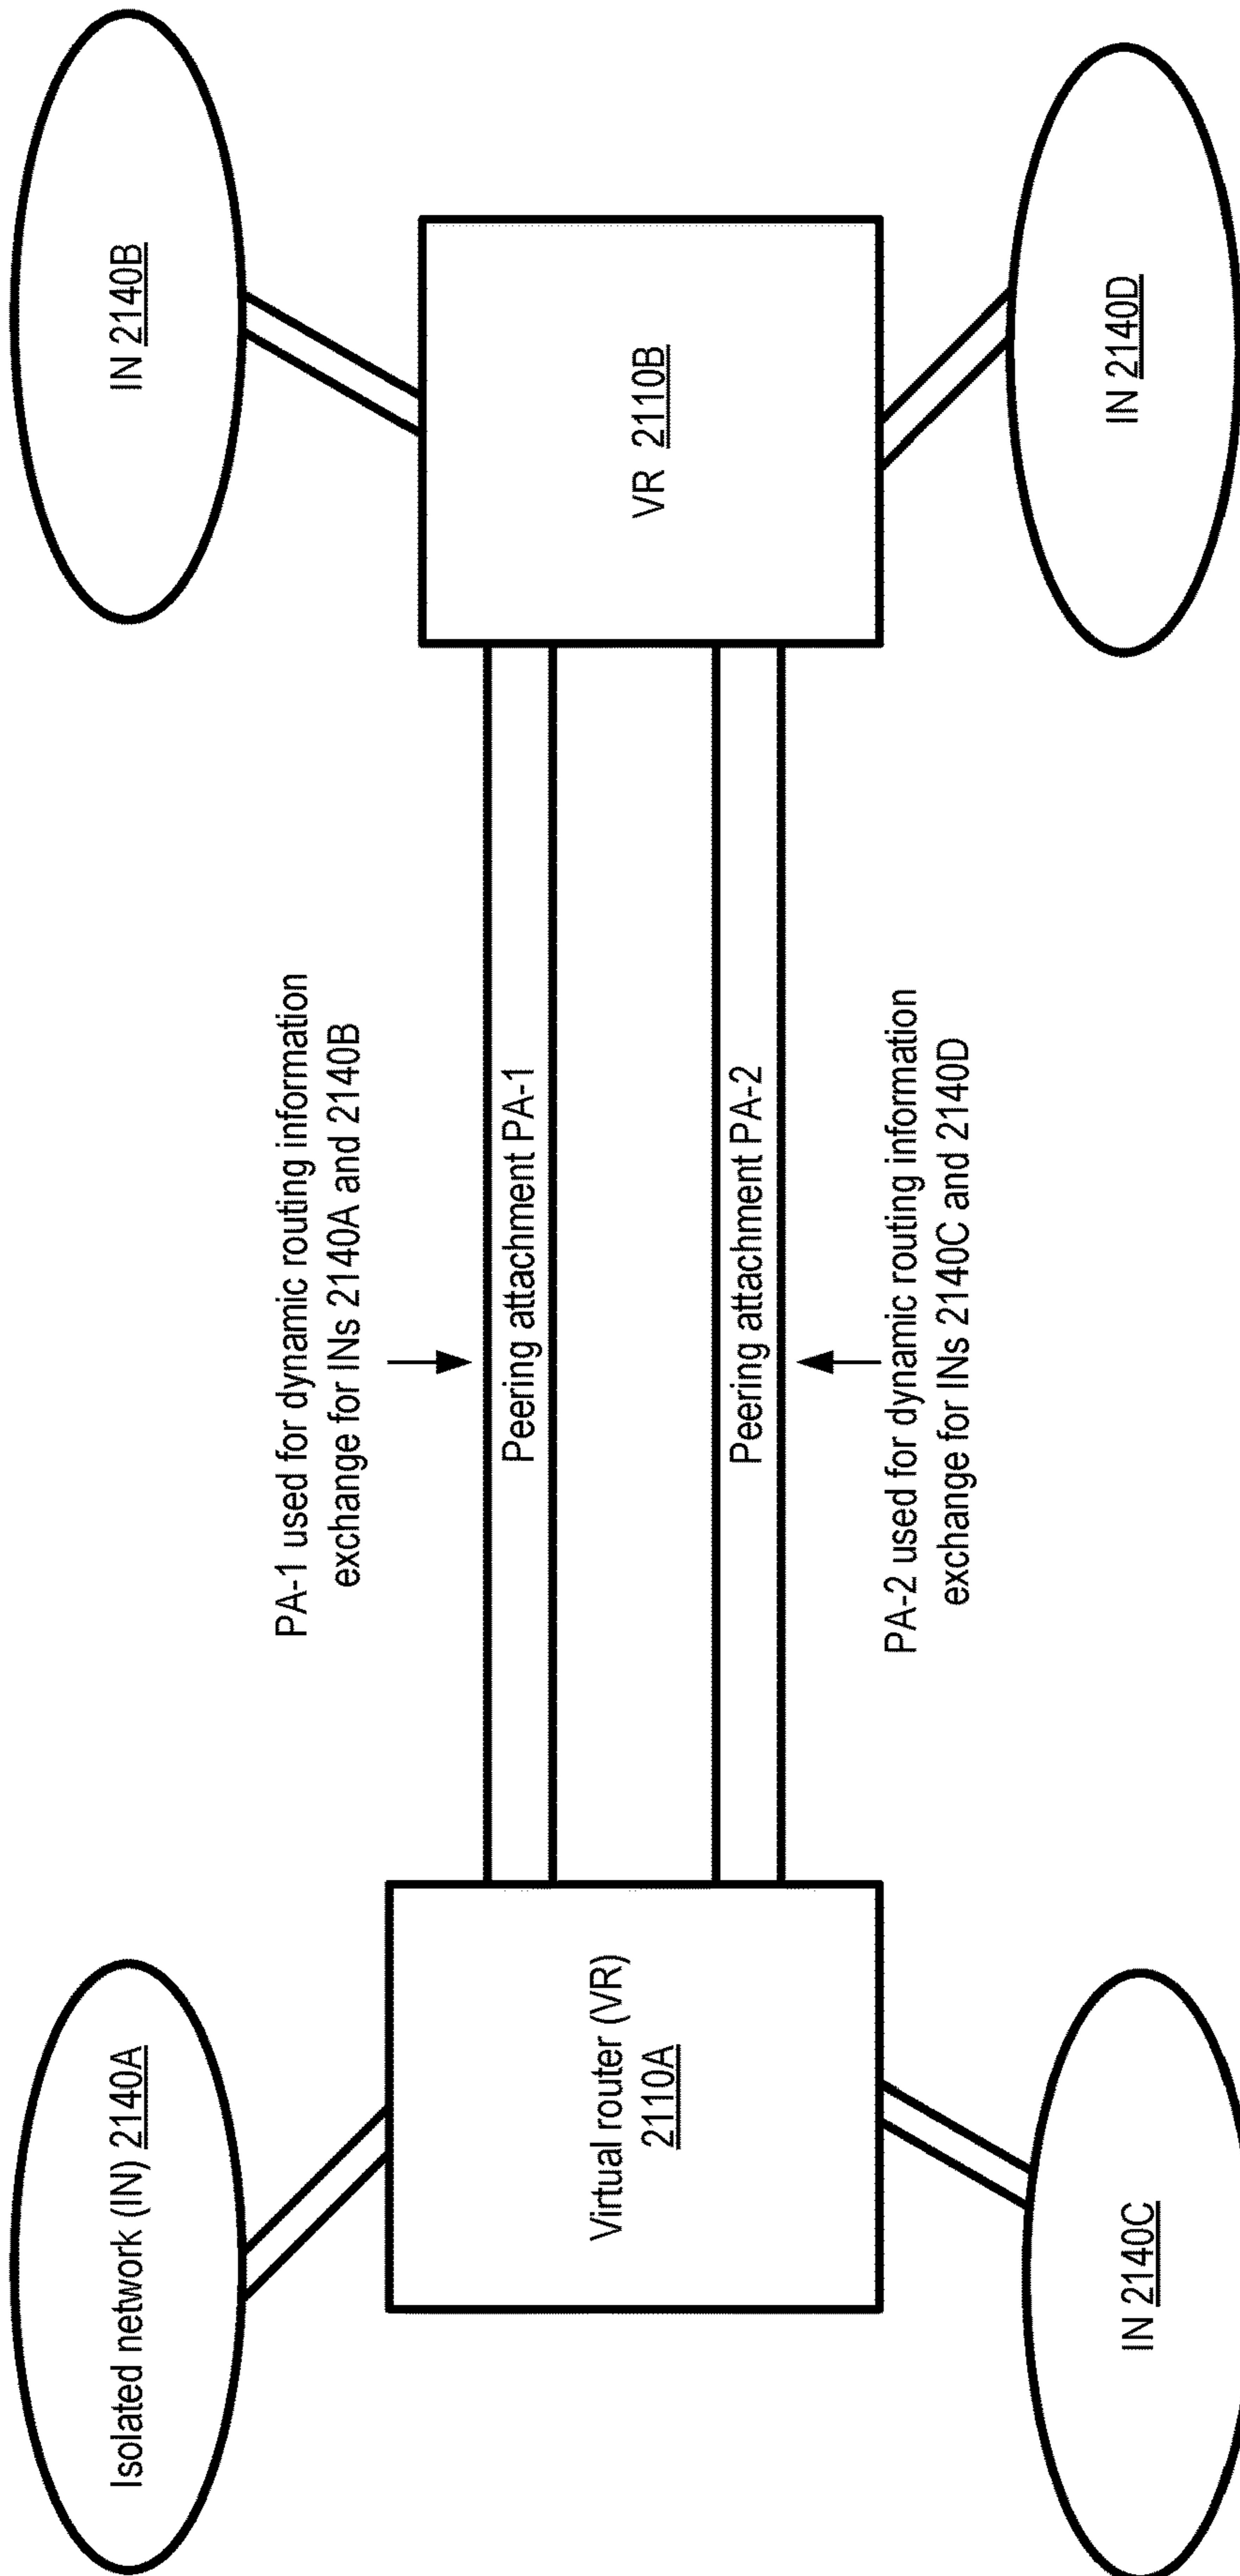 Isolated network (IN) 2140A
IN 2140B
PA-1 used for dynamic routing information
exchange for INs 2140A and 2140B
Peering attachment PA-1
Virtual router (VR)
2110A
VR 2110B
Peering attachment PA-2
PA-2 used for dynamic routing information
exchange for INs 2140C and 2140D
IN 2140C
IN 2140D